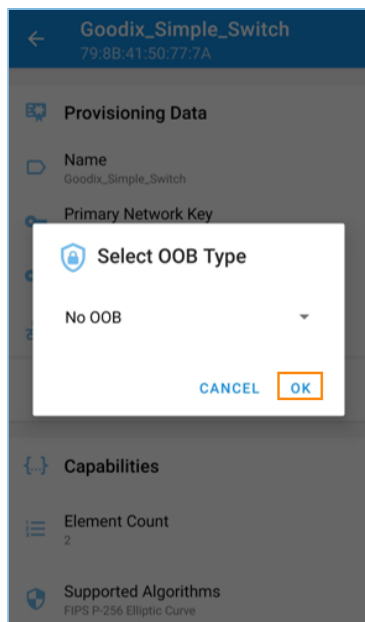 Goodix_Simple_Switch
79:8B:41:50:77:7A
Provisioning Data
Name
Goodix_Simple_Switch
Primary Network Key
Select OOB Type
No OOB
CANCEL OK
Capabilities
Element Count
2
Supported Algorithms
FIPS P-256 Elliptic Curve